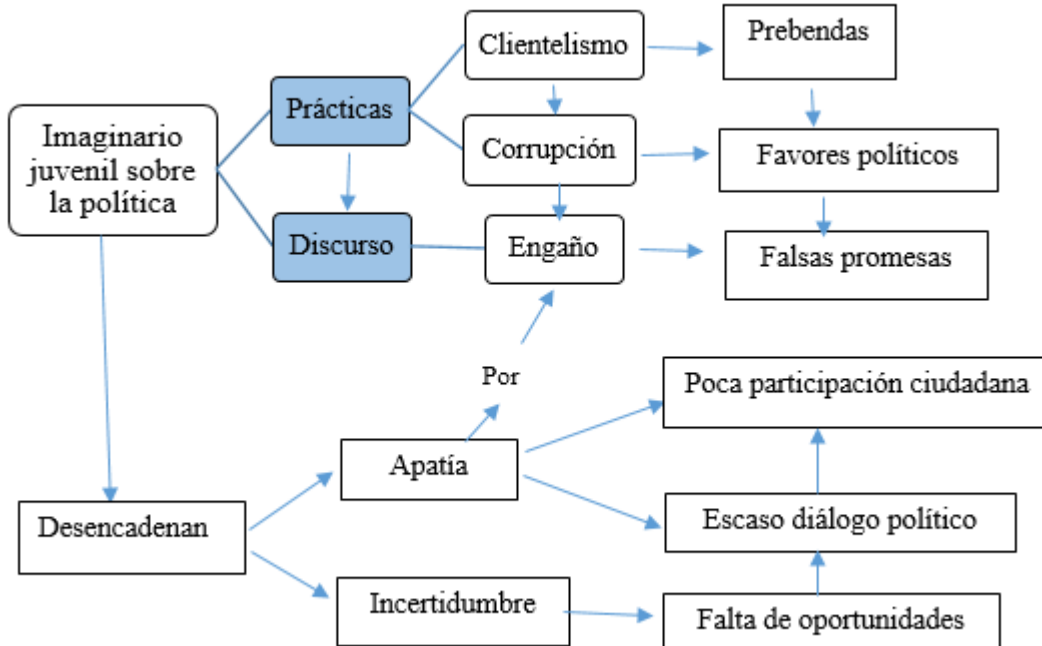 Clientelismo
Prebendas
Prácticas
Imaginario
juvenil sobre
la política
Corrupción
Favores políticos
Discurso
Engaño
Falsas promesas
Por
Poca participación ciudadana
Apatía
Desencadenan
Escaso diálogo político
Incertidumbre
Falta de oportunidades